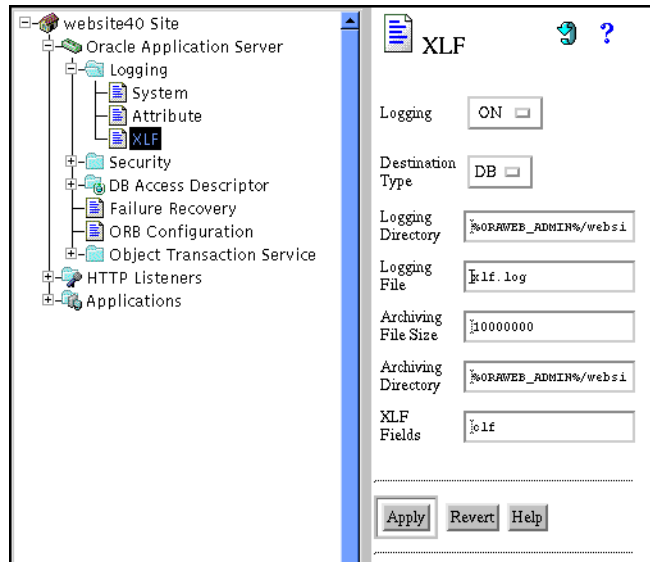 website40 Site
Oracle Application Server
Logging
System
Attribute
XLF
Security
DB Access Descriptor
Failure Recovery
ORB Configuration
Object Transaction Service
HTTP Listeners
Applications
XLF
?
Logging ON
Destination
Type DB
Logging
Directory %ORAWEB_ADMIN%/websi
Logging
File xlf.log
Archiving
File Size 10000000
Archiving
Directory %ORAWEB_ADMIN%/websi
XLF
Fields clf
Apply Revert Help